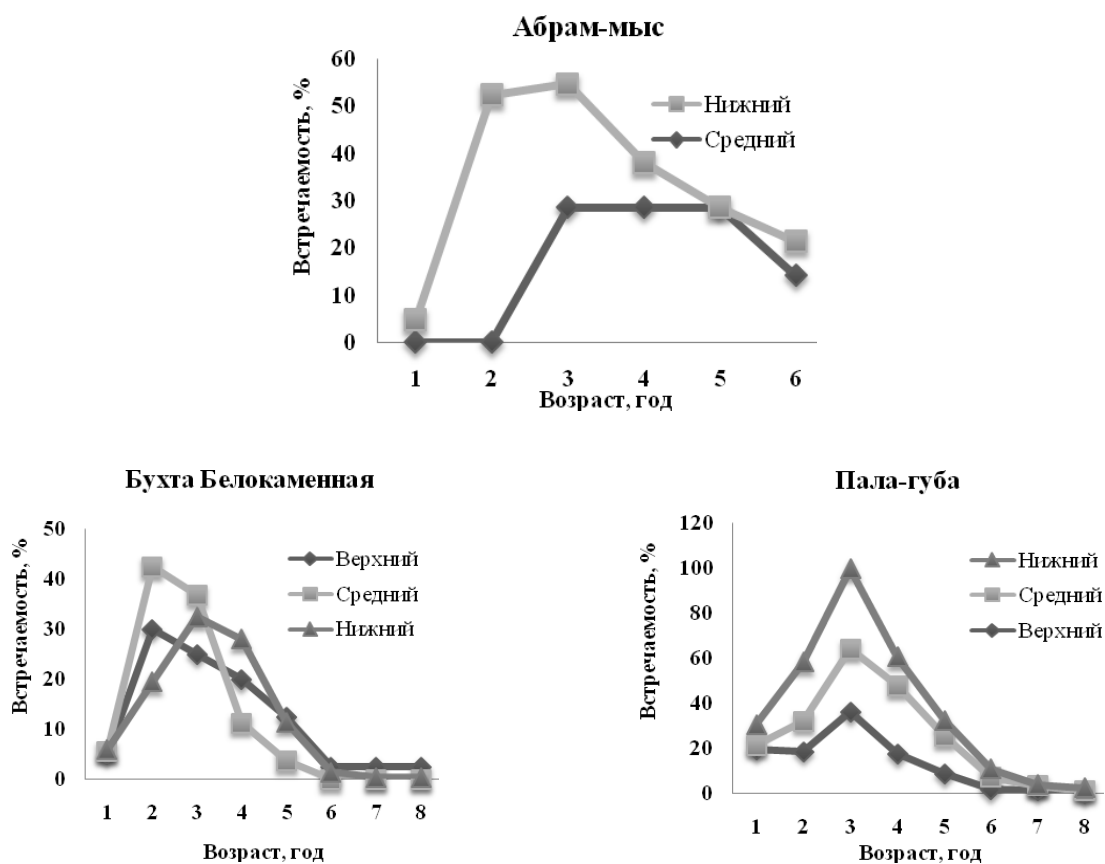 Абрам-мыс
Встречаемость, %
60
50
40
30
20
10
0
Нижний
Средний
1 2 3 4 5 6
Возраст, год
Бухта Белокаменная
Встречаемость, %
50
40
30
20
10
0
Верхний
Средний
Нижний
1 2 3 4 5 6 7 8
Возраст, год
Пала-губа
Встречаемость, %
120
100
80
60
40
20
0
Нижний
Средний
Верхний
1 2 3 4 5 6 7 8
Возраст, год